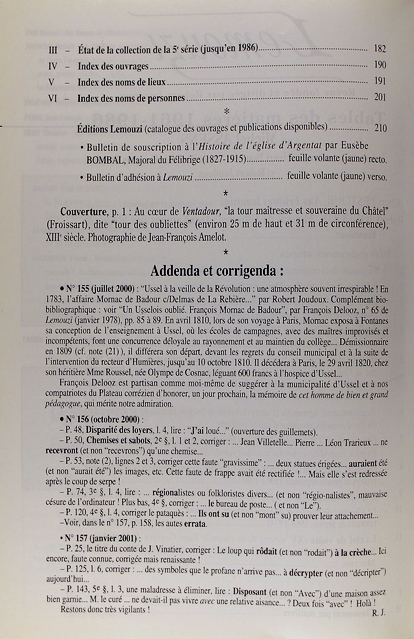 III – État de la collection de la 5e série (jusqu'en 1986) 182
IV – Index des ouvrages 190
V – Index des noms de lieux 191
VI – Index des noms de personnes 201
*
Éditions Lemouzi (catalogue des ouvrages et publications disponibles) 210
• Bulletin de souscription à l'Histoire de l'église d'Argentat par Eusèbe
BOMBAL, Majoral du Félibrige (1827-1915) feuille volante (jaune) recto.
• Bulletin d'adhésion à Lemouzi feuille volante (jaune) verso.
*
Couverture, p. 1 : Au cœur de Ventadour, "la tour maîtresse et souveraine du Châtel"
(Froissart), dite "tour des oubliettes" (environ 25 m de haut et 31 m de circonférence),
XIIIe siècle. Photographie de Jean-François Amelot.
*
Addenda et corrigenda :
● N° 155 (juillet 2000) : "Ussel à la veille de la Révolution : une atmosphère souvent irrespirable ! En
1783, l'affaire Mornac de Badour c/Delmas de La Rebière..." par Robert Joudoux. Complément bio-
bibliographique : voir "Un Usselois oublié. François Mornac de Badour", par François Delooz, n° 65 de
Lemouzi (janvier 1978), pp. 85 à 89. En avril 1810, lors de son voyage à Paris, Mornac exposa à Fontanes
sa conception de l'enseignement à Ussel, où les écoles de campagnes, avec des maîtres improvisés et
incompétents, font une concurrence déloyale au rayonnement et au maintien du collège... Démissionnaire
en 1809 (cf. note (21)), il différera son départ, devant les regrets du conseil municipal et à la suite de
l'intervention du recteur d'Humières, jusqu'au 10 octobre 1810. Il décédera à Paris, le 29 avril 1820, chez
son héritière Mme Roussel, née Olympe de Cosnac, léguant 600 francs à l'hospice d'Ussel...
François Delooz est partisan comme moi-même de suggérer à la municipalité d'Ussel et à nos
compatriotes du Plateau corrézien d'honorer, un jour prochain, la mémoire de cet homme de bien et grand
pédagogue, qui mérite notre admiration.
● N° 156 (octobre 2000) :
– P. 48, Disparité des loyers, l. 4, lire : "J'ai loué..." (ouverture des guillemets).
– P. 50, Chemises et sabots, 2e §, l. 1 et 2, corriger : ... Jean Villetelle... Pierre ... Léon Trarieux ... ne
recevront (et non "recevrons") qu'une chemise...
– P. 53, note (2), lignes 2 et 3, corriger cette faute "gravissime" : ... deux statues érigées... auraient été
(et non "aurait été") les images, etc. Cette faute de frappe avait été rectifiée !... Mais elle s'est redressée
après le coup de serpe !
– P. 74, 3e §, l. 4, lire : ... régionalistes ou folkloristes divers... (et non "régio-nalistes", mauvaise
césure de l'ordinateur ! Plus bas, 4e §, corriger : ... le bureau de poste... ( et non "Le").
– P. 120, 4e §, l. 4, corriger le pataquès : ... Ils ont su (et non "mont" su) prouver leur attachement...
–Voir, dans le n° 157, p. 158, les autres errata.
● N° 157 (janvier 2001) :
– P. 25, le titre du conte de J. Vinatier, corriger : Le loup qui rôdait (et non "rodait") à la crèche... Ici
encore, faute connue, corrigée mais renaissante !
– P. 125, l. 6, corriger : ... des symboles que le profane n'arrive pas... à décrypter (et non "décripter")
aujourd'hui...
– P. 143, 5e §, l. 3, une maladresse à éliminer, lire : Disposant (et non "Avec") d'une maison assez
bien garnie... M. le curé ... ne devait-il pas vivre avec une relative aisance... ? Deux fois "avec" ! Holà !
Restons donc très vigilants !
R. J.